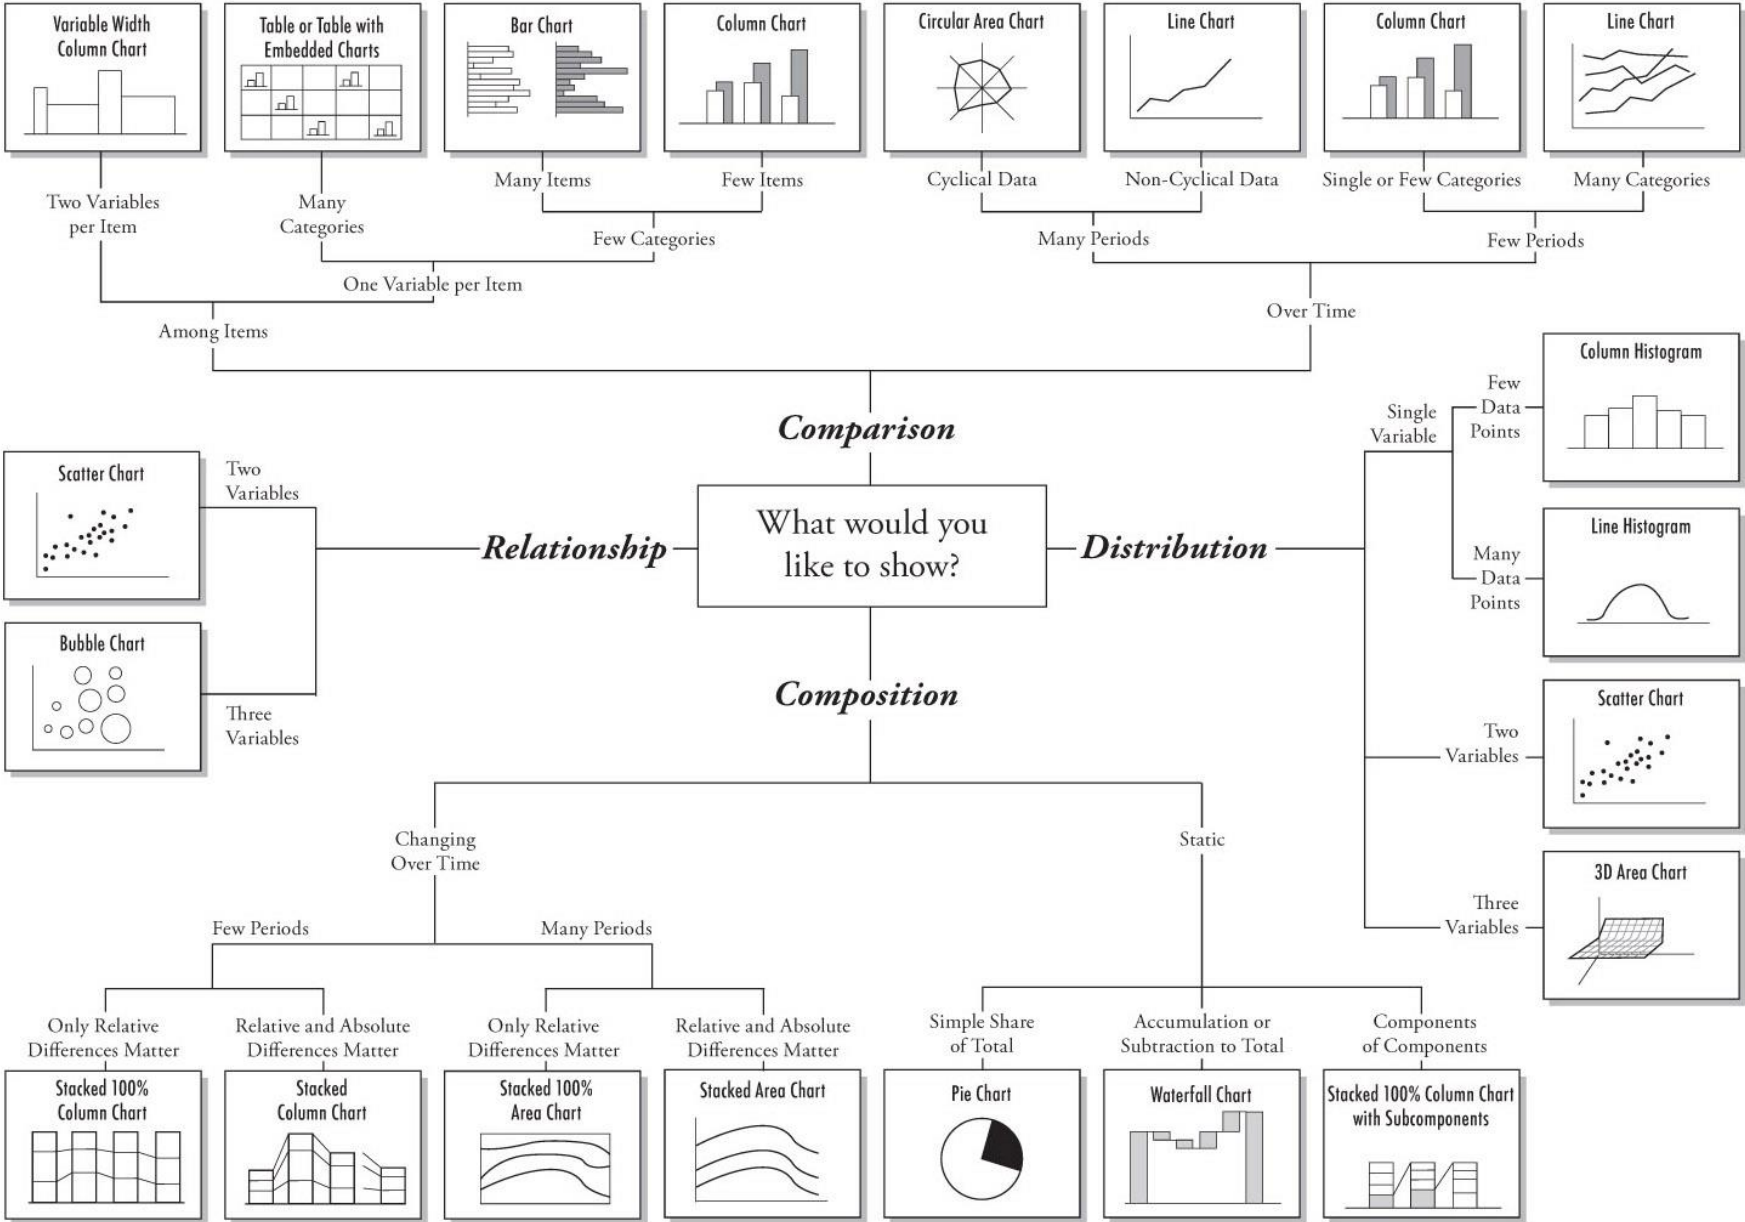 Variable Width
Column Chart
Table or Table with
Embedded Charts
Bar Chart
Column Chart
Circular Area Chart
Line Chart
Column Chart
Line Chart
Two Variables
per Item
Many
Categories
Many Items
Few Items
Cyclical Data
Non-Cyclical Data
Single or Few Categories
Many Categories
Few Categories
Many Periods
Few Periods
One Variable per Item
Among Items
Over Time
Comparison
What would you
like to show?
Relationship
Two
Variables
Scatter Chart
Three
Variables
Bubble Chart
Distribution
Single
Variable
Few
Data
Points
Column Histogram
Many
Data
Points
Line Histogram
Two
Variables
Scatter Chart
Three
Variables
3D Area Chart
Composition
Changing
Over Time
Static
Few Periods
Many Periods
Only Relative
Differences Matter
Relative and Absolute
Differences Matter
Only Relative
Differences Matter
Relative and Absolute
Differences Matter
Simple Share
of Total
Accumulation or
Subtraction to Total
Components
of Components
Stacked 100%
Column Chart
Stacked
Column Chart
Stacked 100%
Area Chart
Stacked Area Chart
Pie Chart
Waterfall Chart
Stacked 100% Column Chart
with Subcomponents